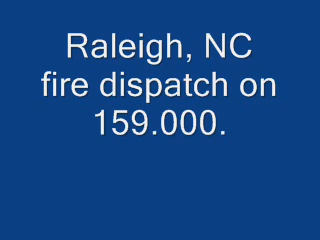 Raleigh, NC
fire dispatch on
159.000.